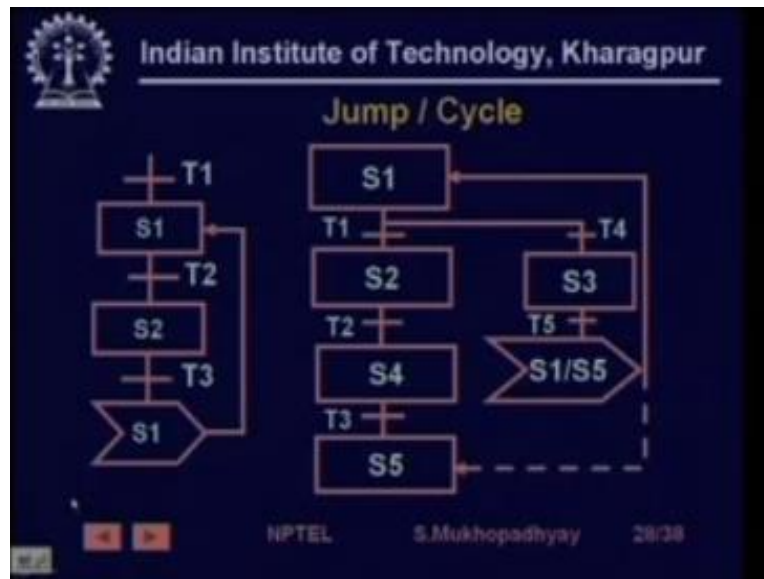 Indian Institute of Technology, Kharagpur
Jump / Cycle
T1
S1
T2
S2
T3
S1
S1
T1
T4
S2
S3
T2
T5
S4
S1/S5
T3
S5
NPTEL S.Mukhopadhyay 28/38